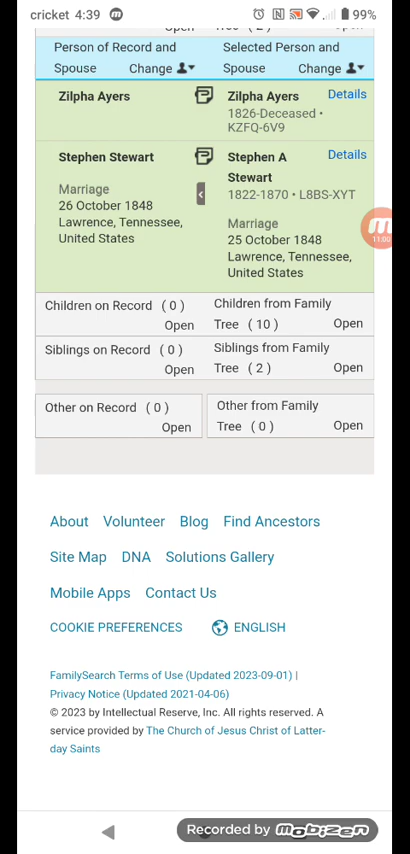 cricket 4:39 99%
Open Tree ( 2 ) Open
Person of Record and Selected Person and
Spouse Change Spouse Change
Zilpha Ayers Zilpha Ayers Details
1826-Deceased •
KZFQ-6V9
Stephen Stewart Stephen A Details
Stewart
Marriage 1822-1870 • L8BS-XYT
26 October 1848
Lawrence, Tennessee, Marriage
United States 25 October 1848
Lawrence, Tennessee,
United States
11:00
Children on Record ( 0 ) Children from Family
Open Tree ( 10 ) Open
Siblings on Record ( 0 ) Siblings from Family
Open Tree ( 2 ) Open
Other on Record ( 0 ) Other from Family
Open Tree ( 0 ) Open
About Volunteer Blog Find Ancestors
Site Map DNA Solutions Gallery
Mobile Apps Contact Us
COOKIE PREFERENCES ENGLISH
FamilySearch Terms of Use (Updated 2023-09-01) |
Privacy Notice (Updated 2021-04-06)
© 2023 by Intellectual Reserve, Inc. All rights reserved. A
service provided by The Church of Jesus Christ of Latter-
day Saints
Recorded by mobizen